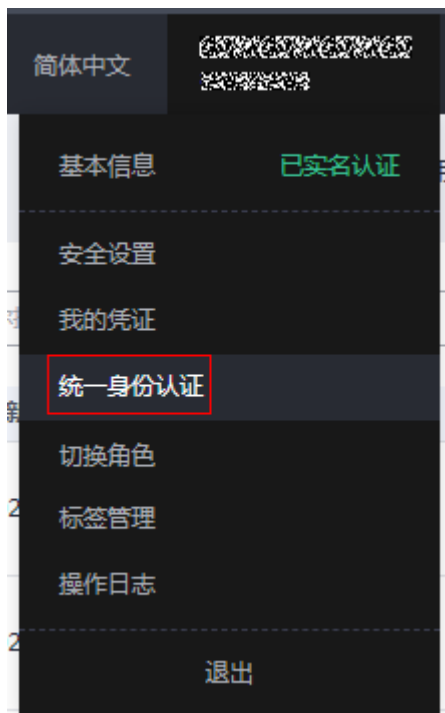 简体中文
基本信息 已实名认证
安全设置
我的凭证
统一身份认证
切换角色
标签管理
操作日志
退出